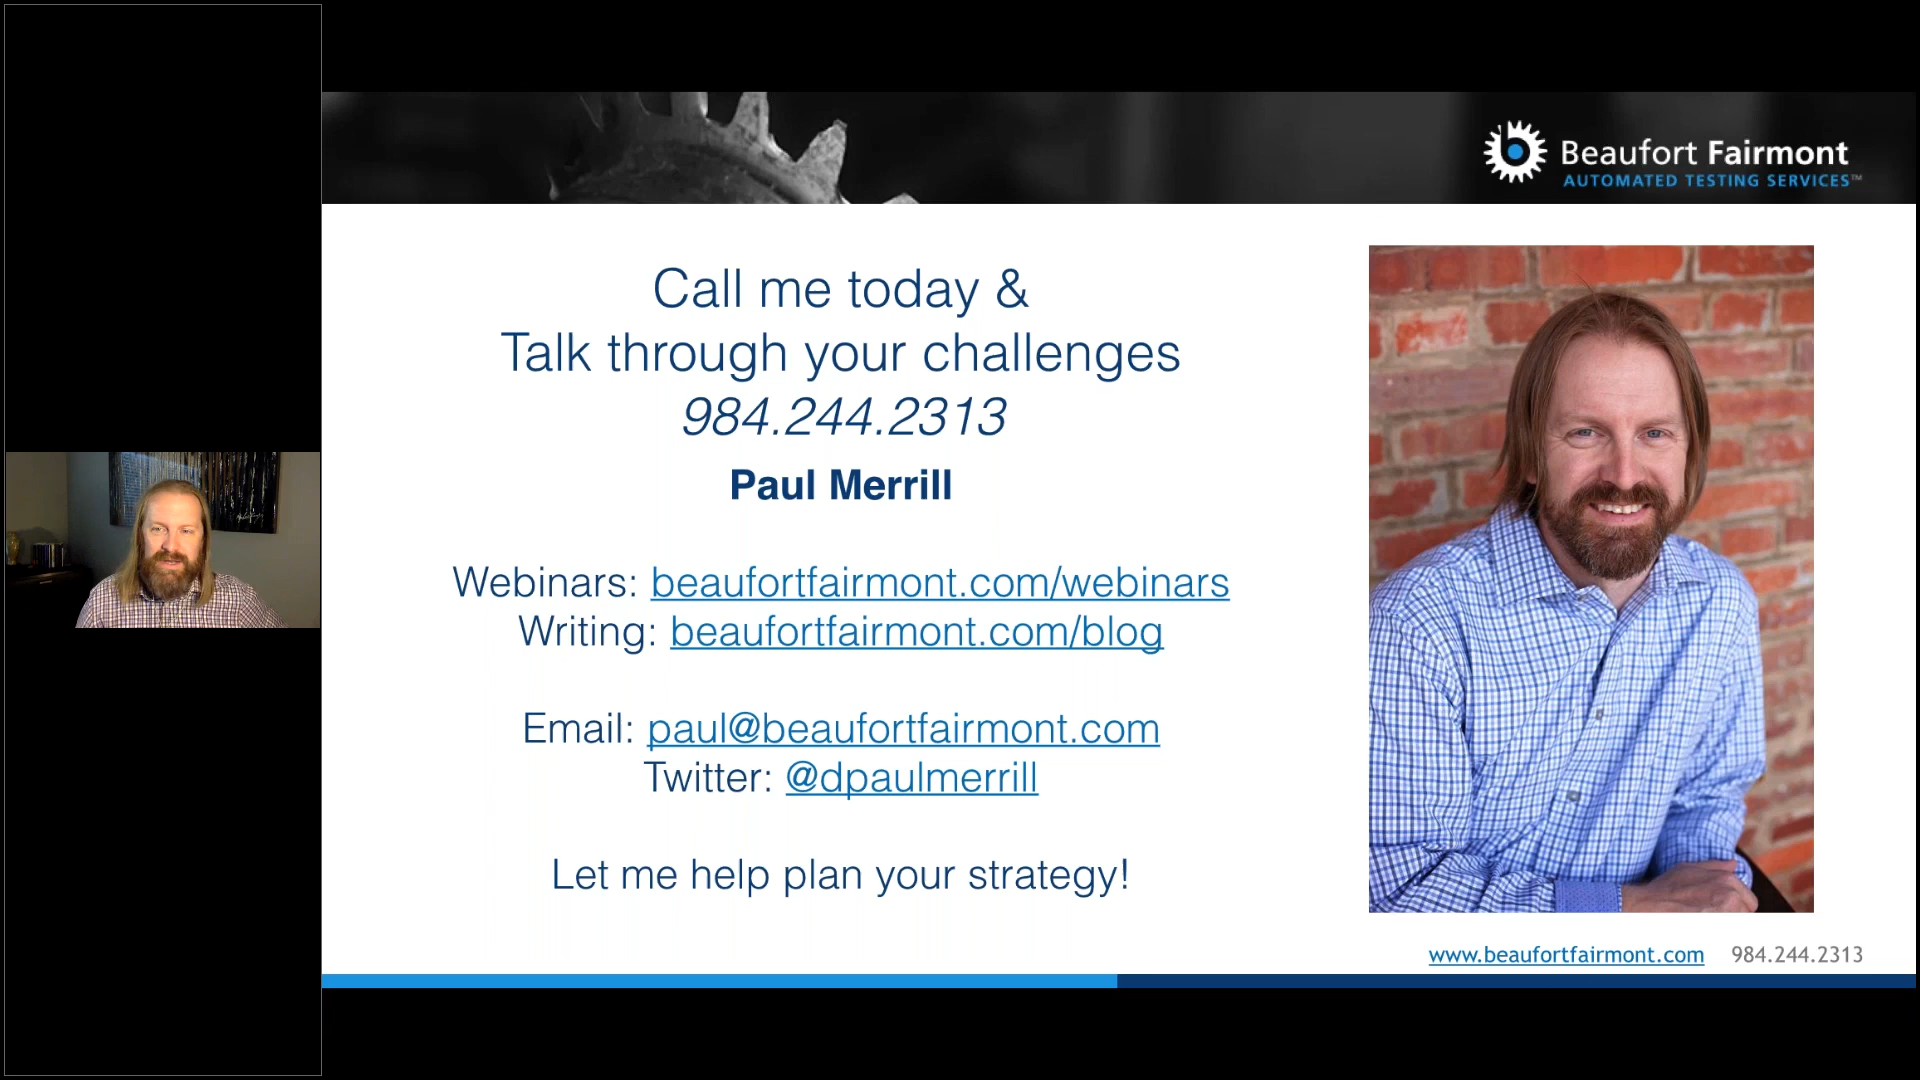 Beaufort Fairmont
AUTOMATED TESTING SERVICES™
Call me today &
Talk through your challenges
984.244.2313
Paul Merrill
Webinars: beaufortfairmont.com/webinars
Writing: beaufortfairmont.com/blog
Email: paul@beaufortfairmont.com
Twitter: @dpaulmerrill
Let me help plan your strategy!
www.beaufortfairmont.com 984.244.2313